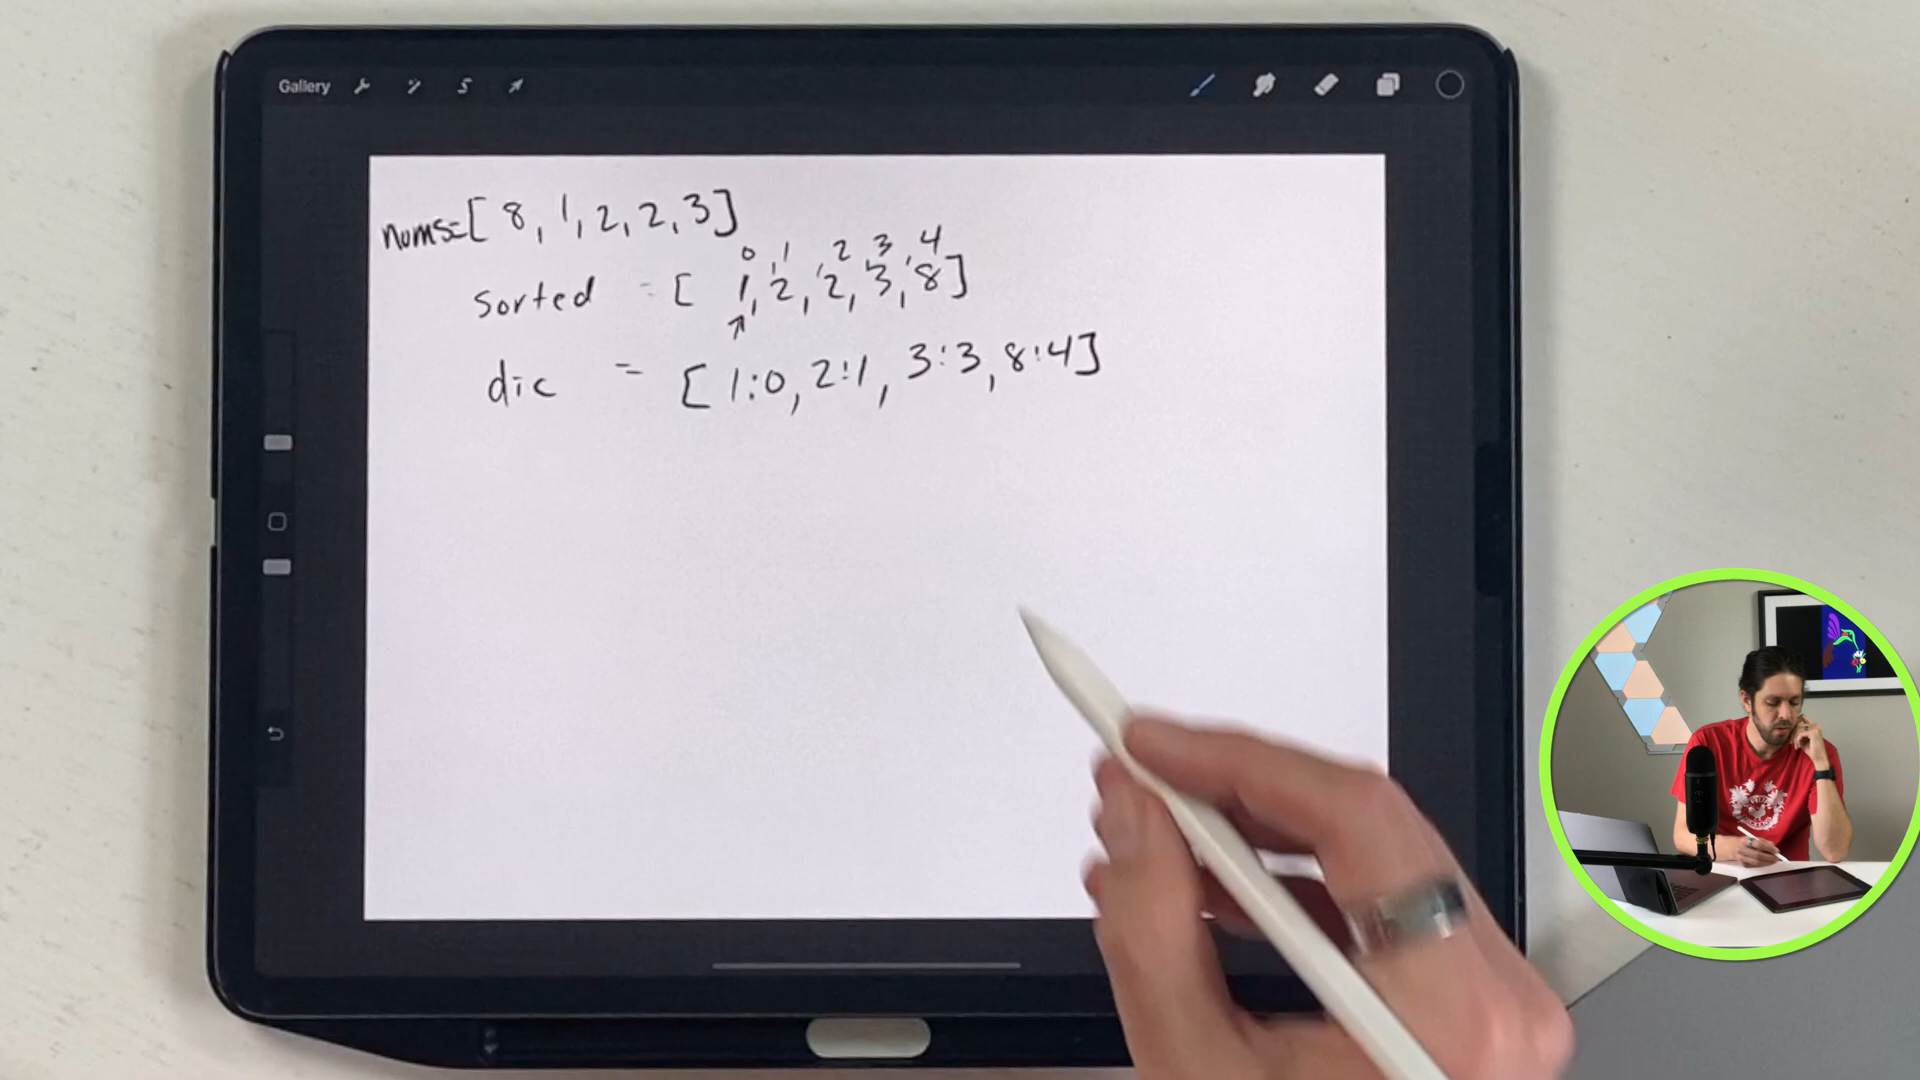 Gallery
nums=[ 8, 1, 2, 2, 3]
0, 1, 2, 3, 4
sorted = [ 1, 2, 2, 3, 8]
dic = [ 1:0, 2:1, 3:3, 8:4]